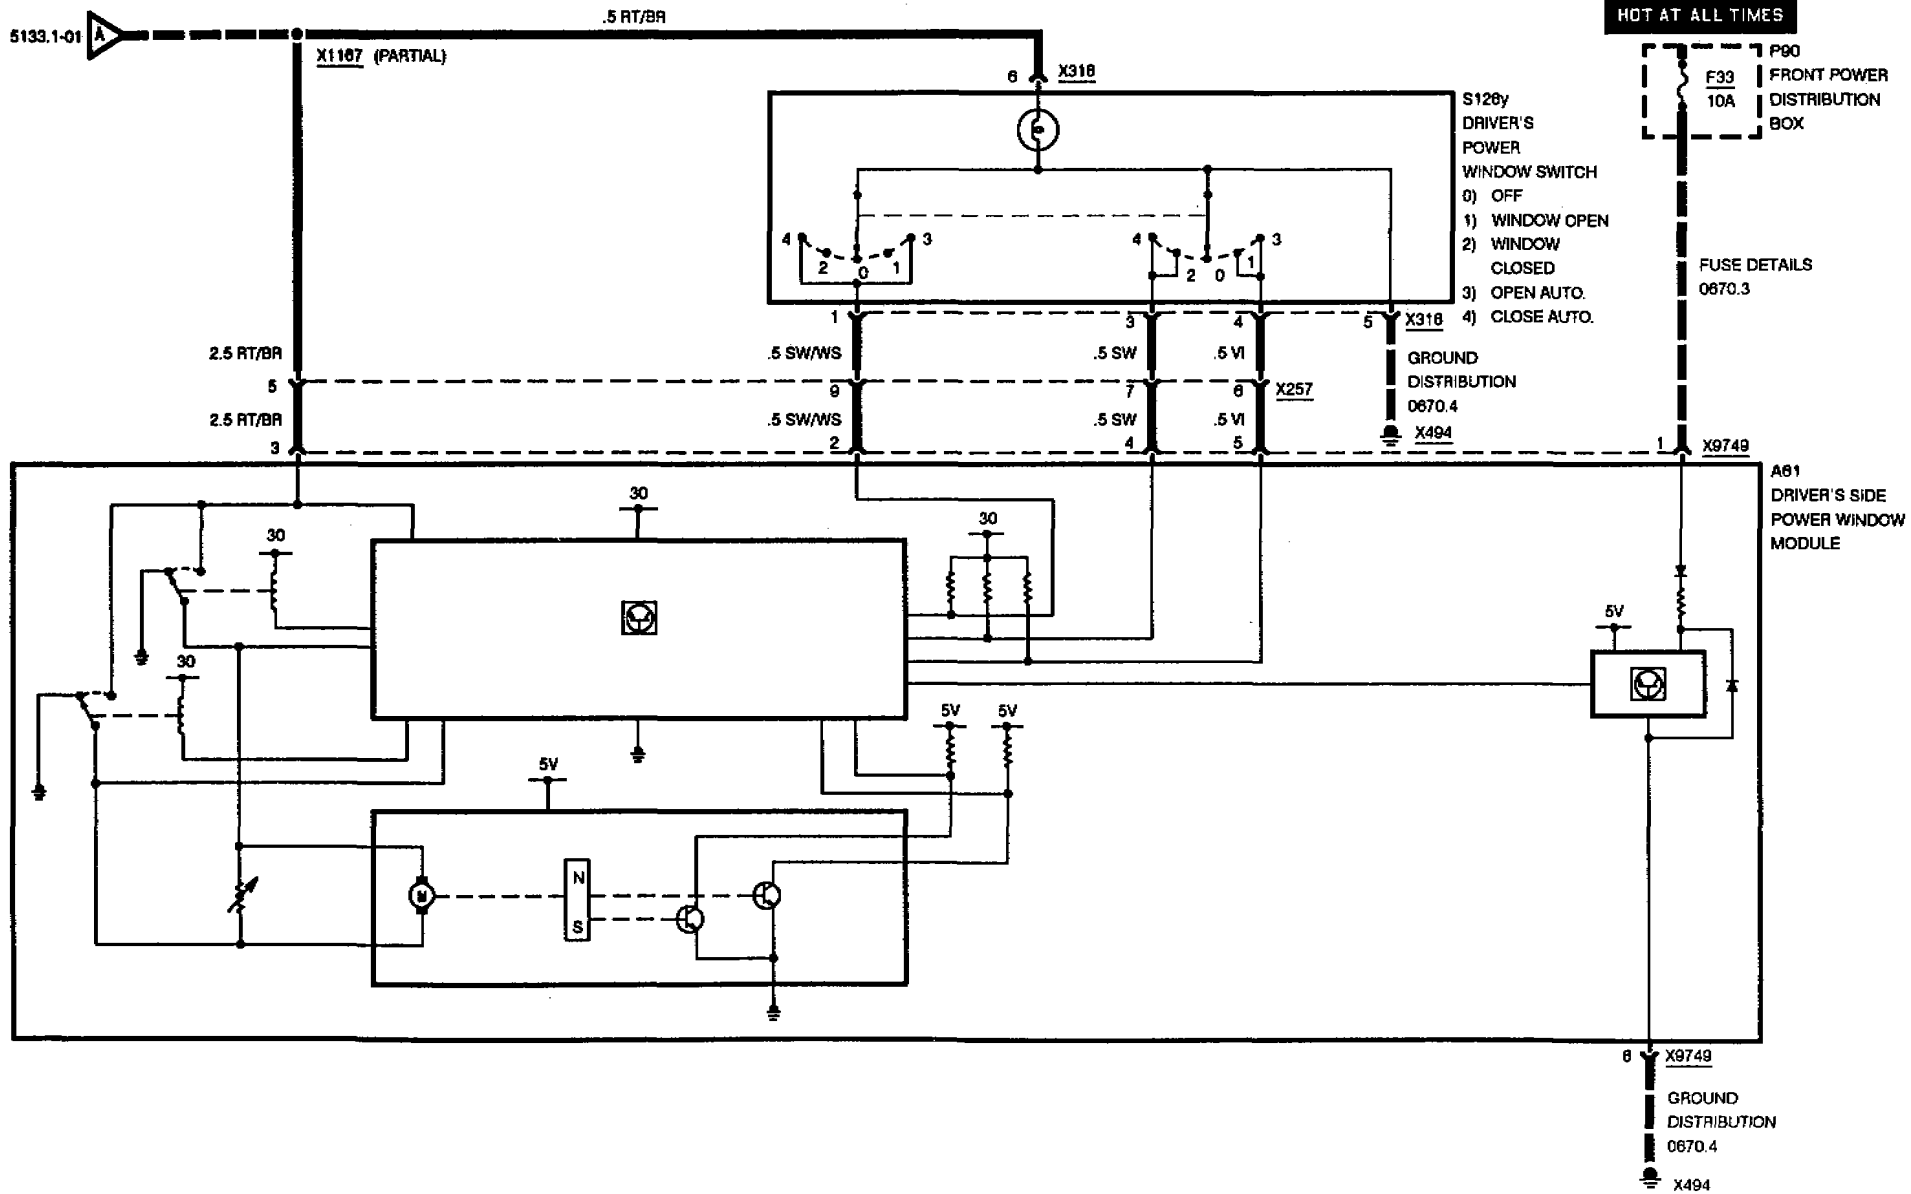 HOT AT ALL TIMES
5133.1-01
A
.5 RT/BR
X1167 (PARTIAL)
6
X318
P90
FRONT POWER
DISTRIBUTION
BOX
F33
10A
S126y
DRIVER'S
POWER
WINDOW SWITCH
0) OFF
1) WINDOW OPEN
2) WINDOW
CLOSED
3) OPEN AUTO.
4) CLOSE AUTO.
4
2
0
1
3
4
2
0
1
3
FUSE DETAILS
0670.3
1
3
4
5
X318
2.5 RT/BR
.5 SW/WS
.5 SW
.5 VI
GROUND
DISTRIBUTION
0670.4
X494
5
9
7
6
X257
2.5 RT/BR
.5 SW/WS
.5 SW
.5 VI
3
2
4
5
1
X9749
A61
DRIVER'S SIDE
POWER WINDOW
MODULE
30
30
30
30
5V
5V
5V
5V
M
N
S
6
X9749
GROUND
DISTRIBUTION
0670.4
X494